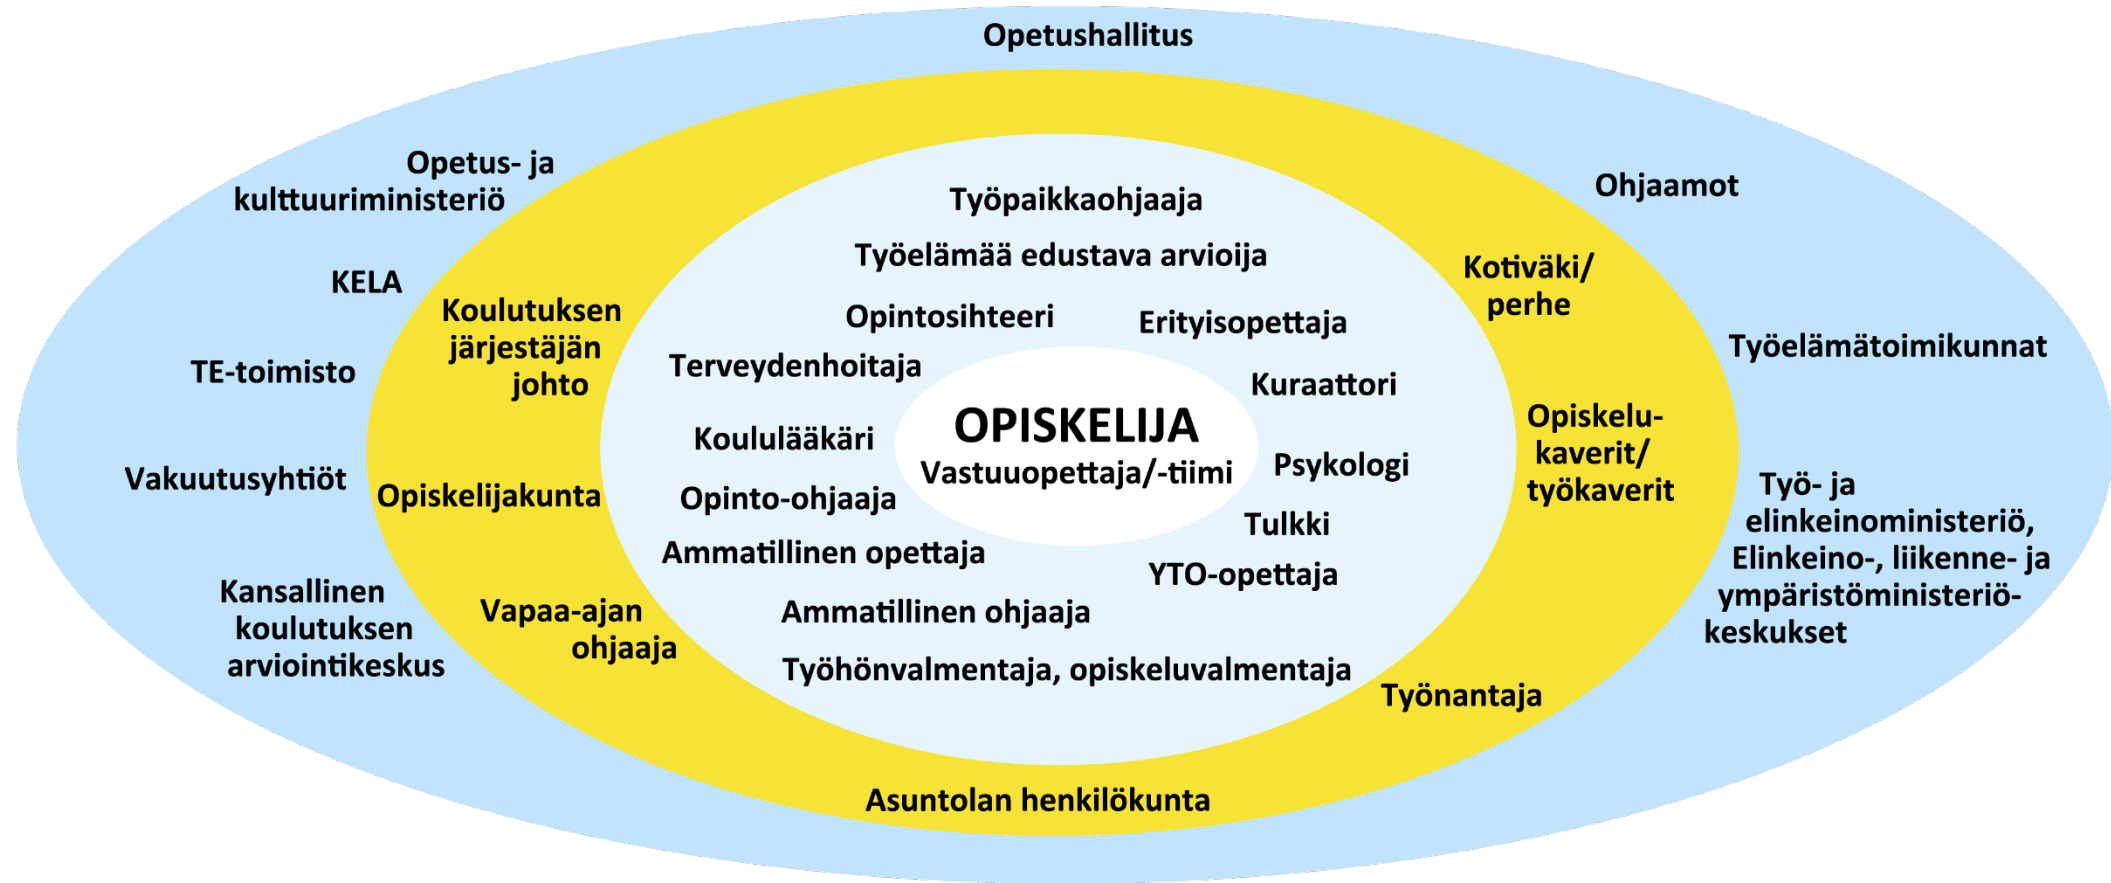 Opetushallitus
Opetus- ja
kulttuuriministeriö
KELA
TE-toimisto
Vakuutusyhtiöt
Kansallinen
koulutuksen
arviointikeskus
Ohjaamot
Työelämätoimikunnat
Työ- ja
elinkeinoministeriö,
Elinkeino-, liikenne- ja
ympäristöministeriö-
keskukset
Koulutuksen
järjestäjän
johto
Opiskelijakunta
Vapaa-ajan
ohjaaja
Kotiväki/
perhe
Opiskelu-
kaverit/
työkaverit
Työnantaja
Asuntolan henkilökunta
Työpaikkaohjaaja
Työelämää edustava arvioija
Opintosihteeri
Erityisopettaja
Terveydenhoitaja
Kuraattori
Koululääkäri
Psykologi
Opinto-ohjaaja
Tulkki
Ammatillinen opettaja
YTO-opettaja
Ammatillinen ohjaaja
Työhönvalmentaja, opiskeluvalmentaja
OPISKELIJA
Vastuuopettaja/-tiimi